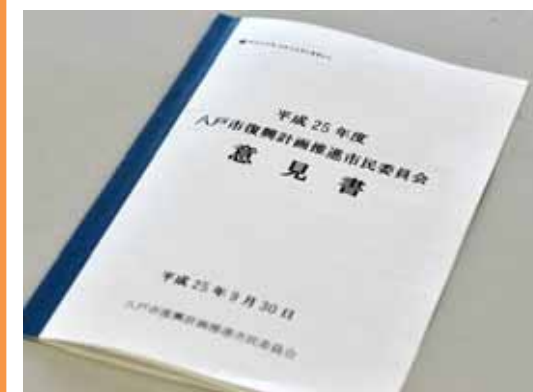 平成25年度
八戸市復興計画推進市民委員会
意見書
平成25年9月30日
八戸市復興計画推進市民委員会